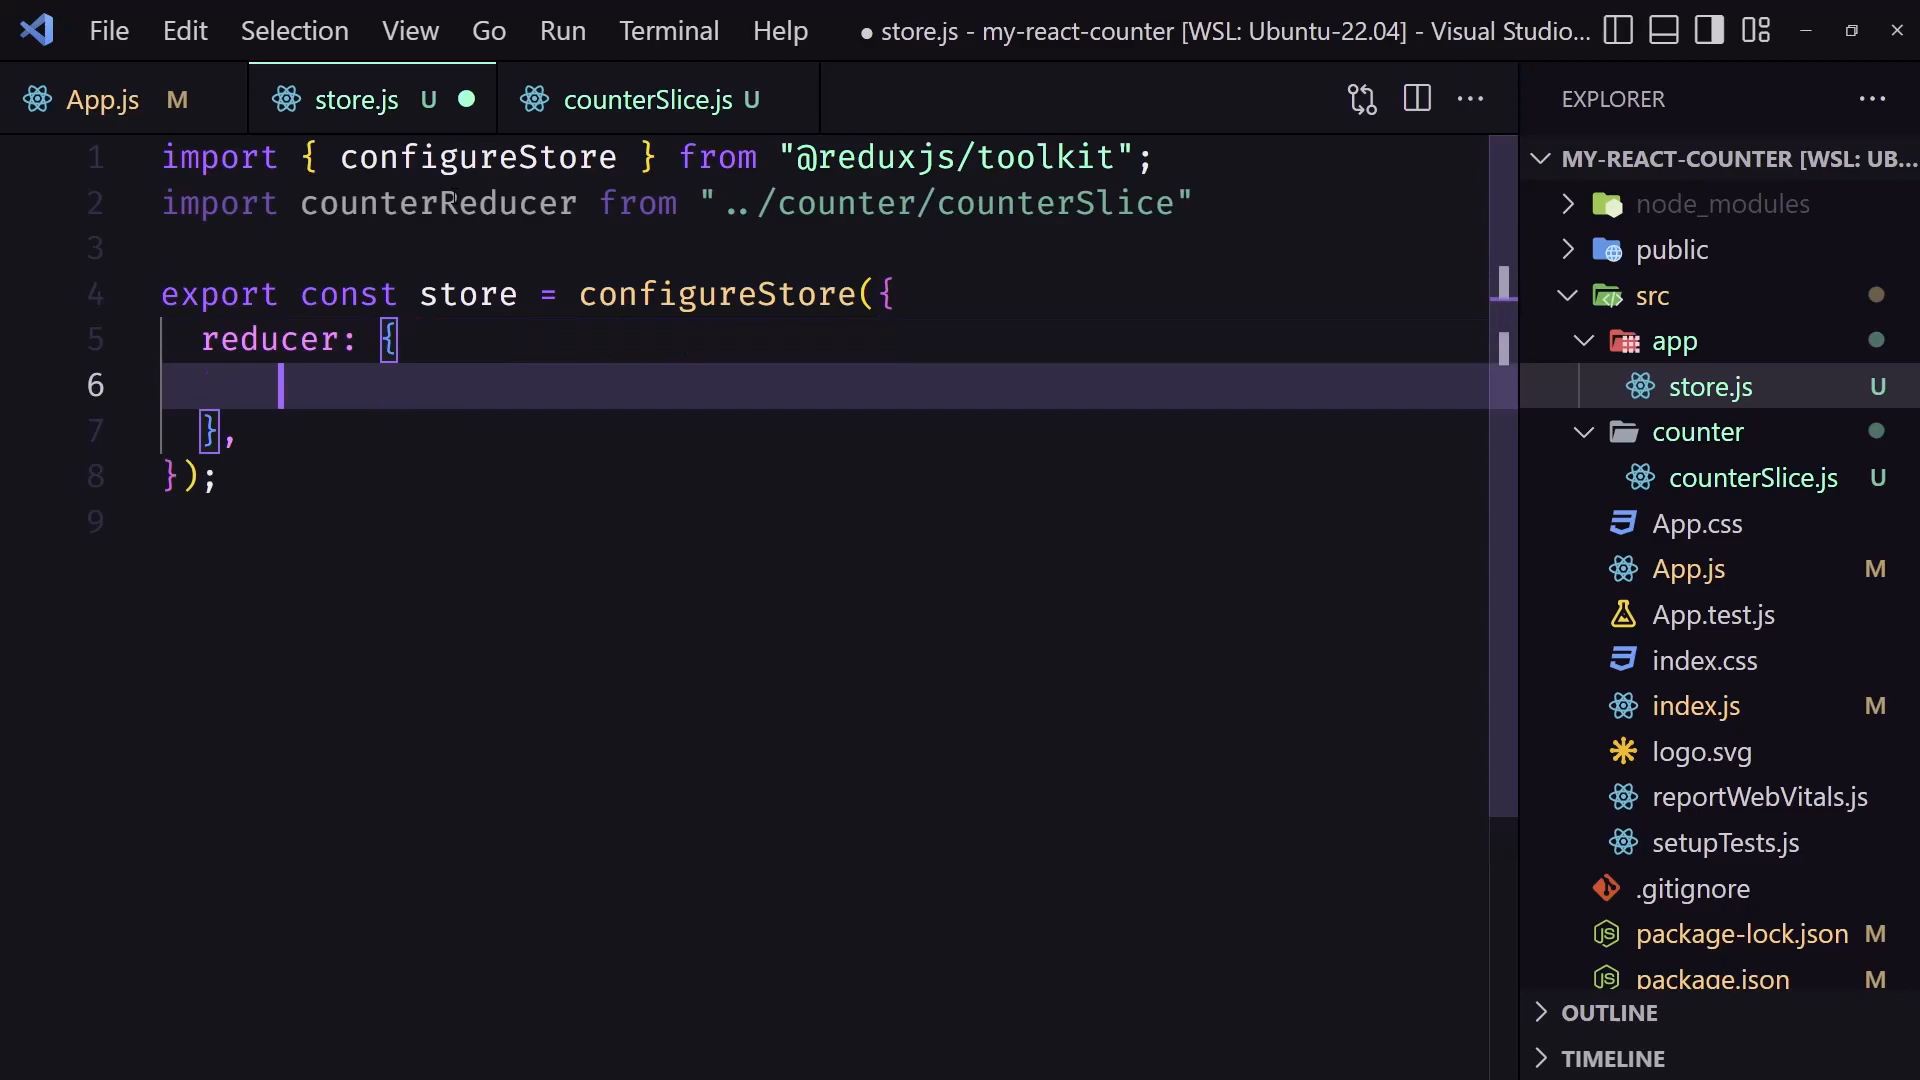 File Edit Selection View Go Run Terminal Help ● store.js - my-react-counter [WSL: Ubuntu-22.04] - Visual Studio...
App.js M store.js U counterSlice.js U
1 import { configureStore } from "@reduxjs/toolkit";
2 import counterReducer from "../counter/counterSlice"
3
4 export const store = configureStore({
5 reducer: {
6
7 },
8 });
9
EXPLORER
MY-REACT-COUNTER [WSL: UB...
node_modules
public
src
app
store.js U
counter
counterSlice.js U
App.css
App.js M
App.test.js
index.css
index.js M
logo.svg
reportWebVitals.js
setupTests.js
.gitignore
package-lock.json M
package.json M
OUTLINE
TIMELINE